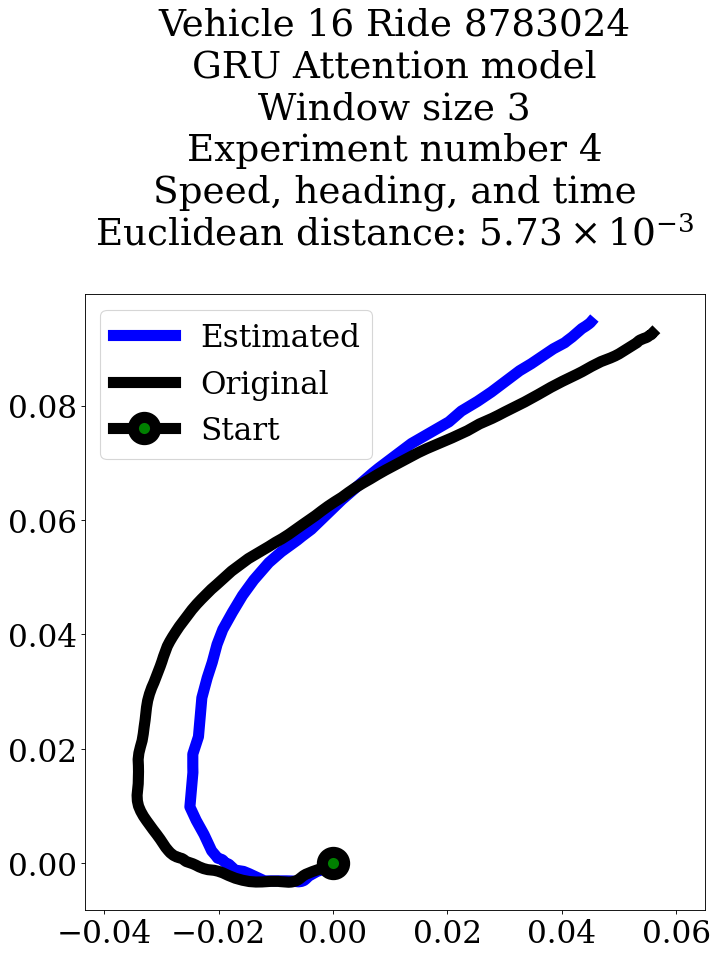 Vehicle 16 Ride 8783024
GRU Attention model
Window size 3
Experiment number 4
Speed, heading, and time
Euclidean distance: 5.73 × 10⁻³
Estimated
Original
Start
0.08
0.06
0.04
0.02
0.00
−0.04 −0.02 0.00 0.02 0.04 0.06